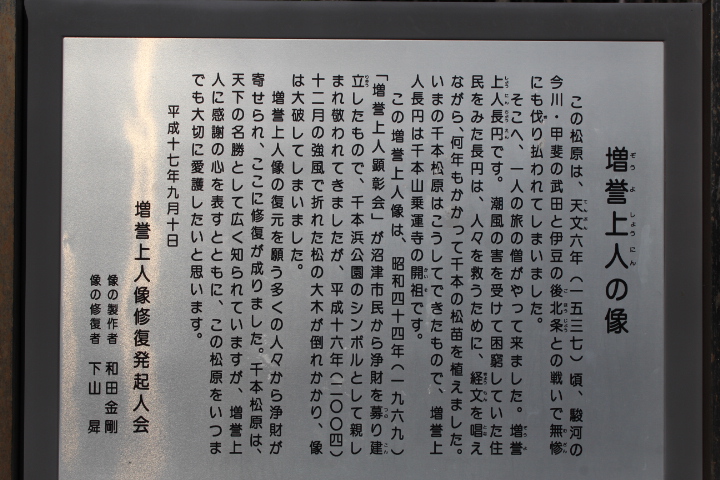 増誉上人の像
ぞうよしょうにん
この松原は、天文六年（一五三七）頃、駿河の
今川・甲斐の武田と伊豆の後北条との戦いで無惨
にも伐り払われてしまいました。
そこへ、一人の旅の僧がやって来ました。増誉
上人長円です。潮風の害を受けて困窮していた住
民をみた長円は、人々を救うために、経文を唱え
ながら、何年もかかって千本の松苗を植えました。
いまの千本松原はこうしてできたもので、増誉上
人長円は千本山乗運寺の開祖です。
この増誉上人像は、昭和四十四年（一九六九）
「増誉上人顕彰会」が沼津市民から浄財を募り建
立したもので、千本浜公園のシンボルとして親し
まれ敬われてきましたが、平成十六年（二〇〇四）
十二月の強風で折れた松の大木が倒れかかり、像
は大破してしまいました。
増誉上人像の復元を願う多くの人々から浄財が
寄せられ、ここに修復が成りました。千本松原は、
天下の名勝として広く知られていますが、増誉上
人に感謝の心を表すとともに、この松原をいつま
でも大切に愛護したいと思います。
平成十七年九月十日
増誉上人像修復発起人会
像の製作者 和田金剛
像の修復者 下山 昇